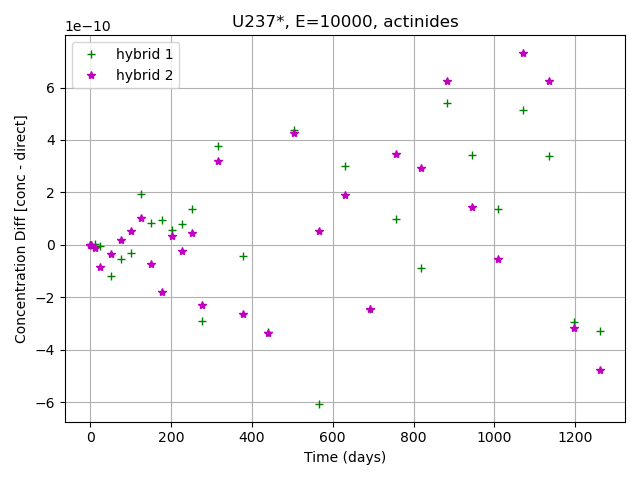 U237*, E=10000, actinides
1e−10
hybrid 1
hybrid 2
6
4
2
0
−2
−4
−6
Concentration Diff [conc - direct]
0 200 400 600 800 1000 1200
Time (days)